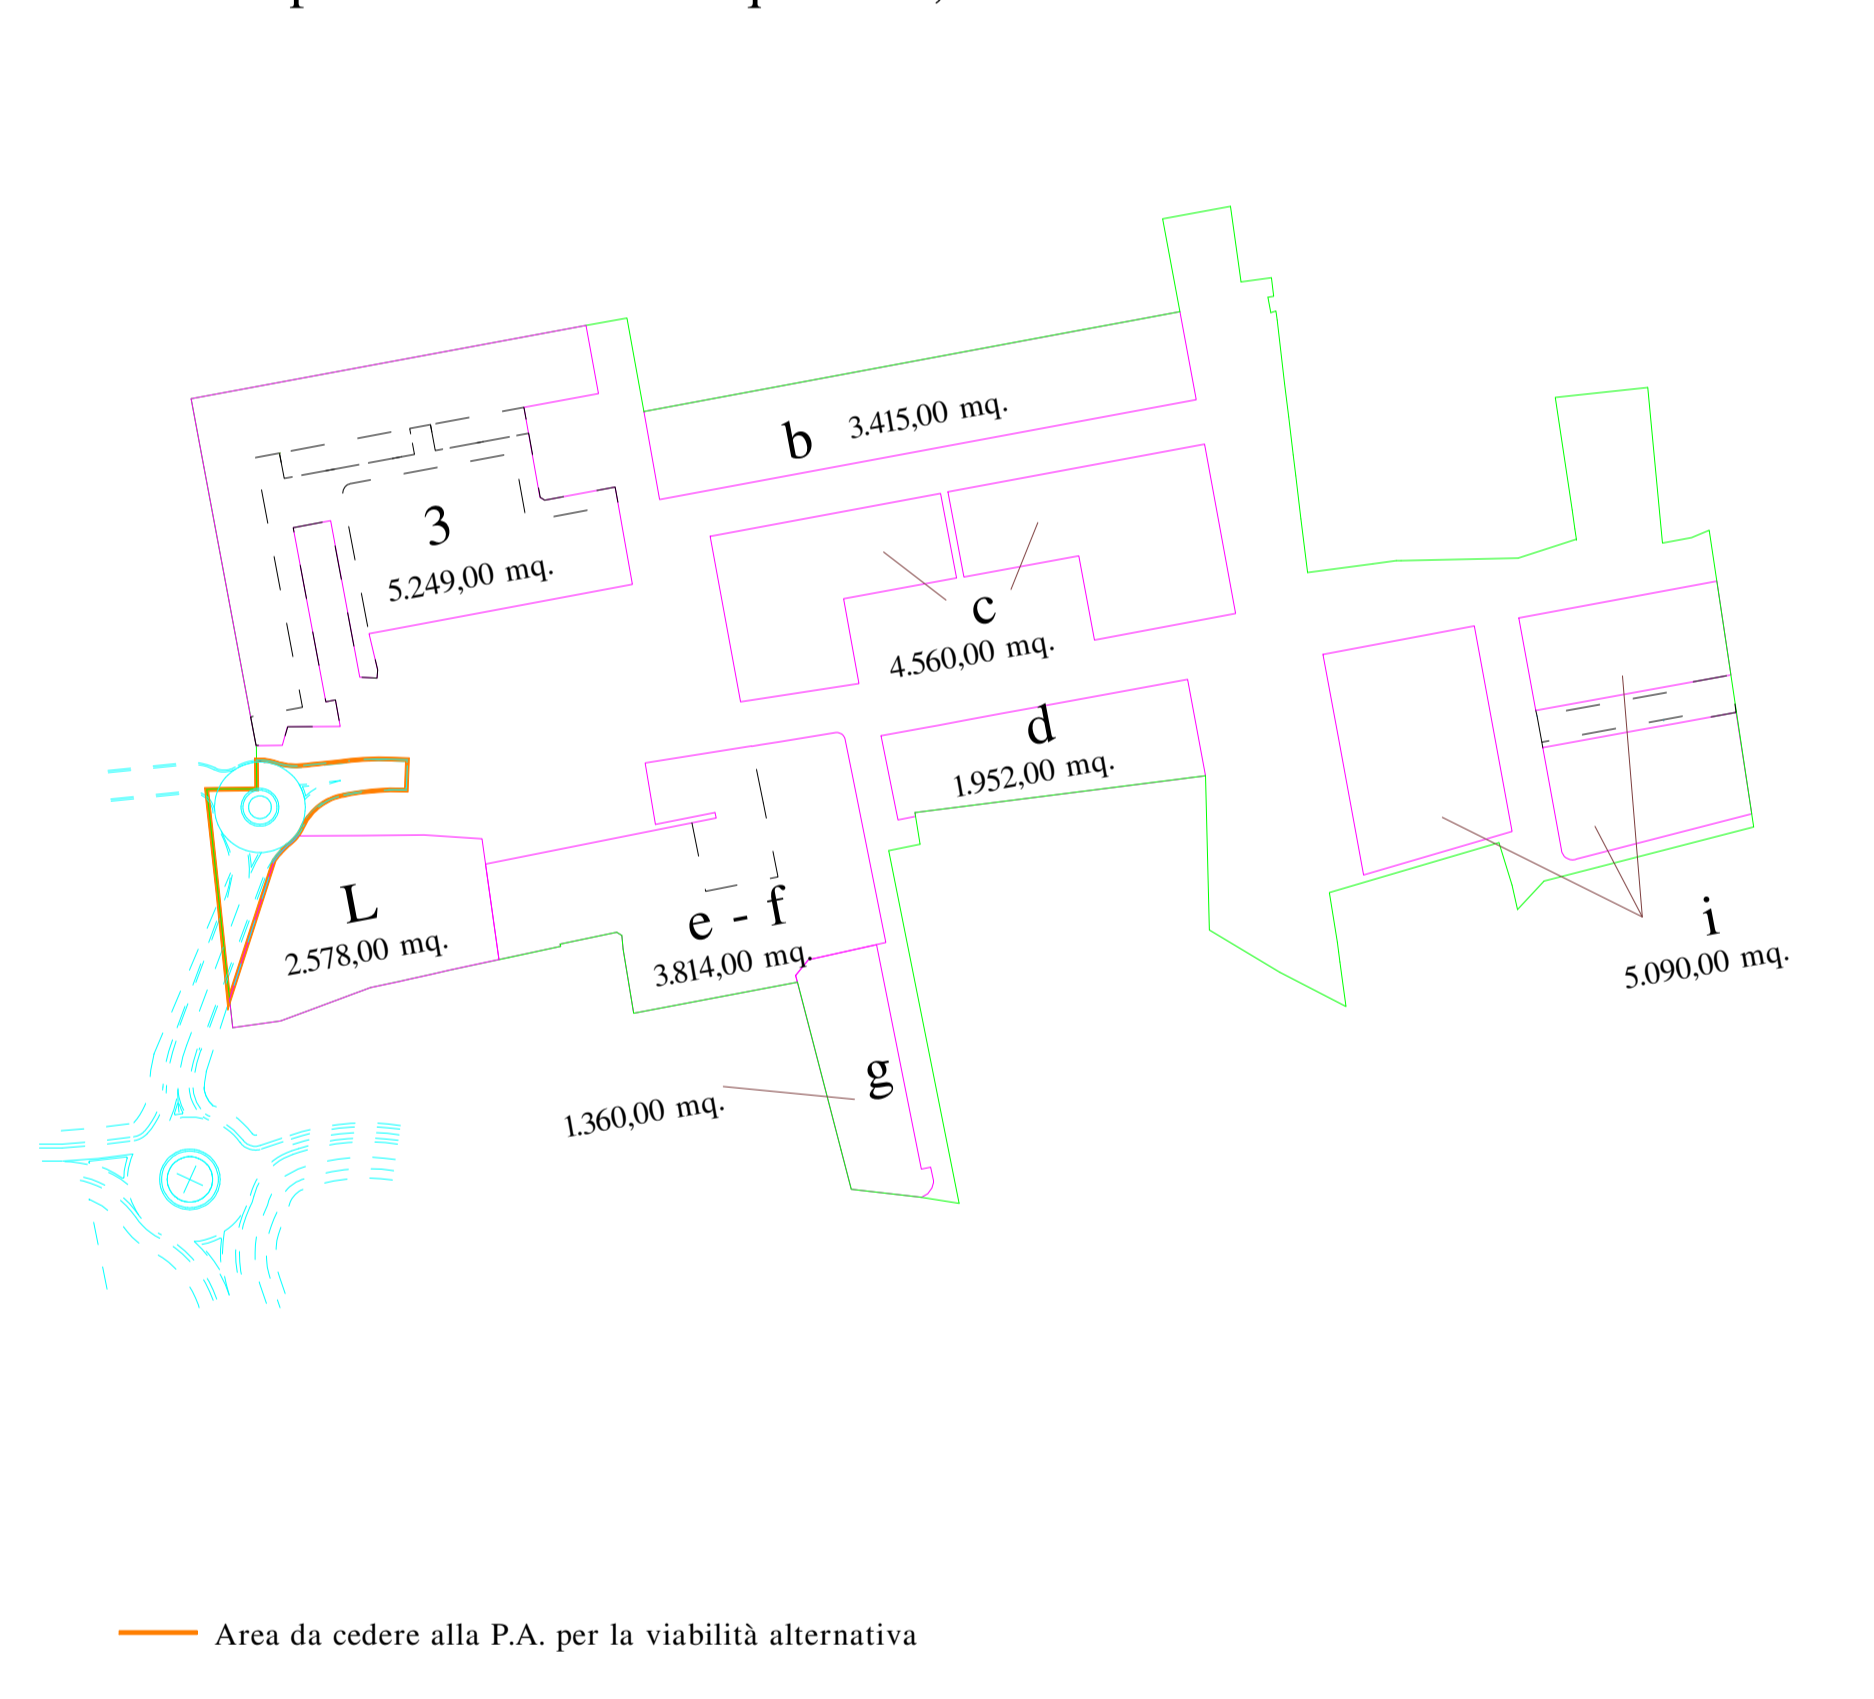 b 3.415,00 mq.
3
5.249,00 mq.
c
4.560,00 mq.
d
1.952,00 mq.
L
2.578,00 mq.
e - f
3.814,00 mq.
i
5.090,00 mq.
g
1.360,00 mq.
Area da cedere alla P.A. per la viabilità alternativa